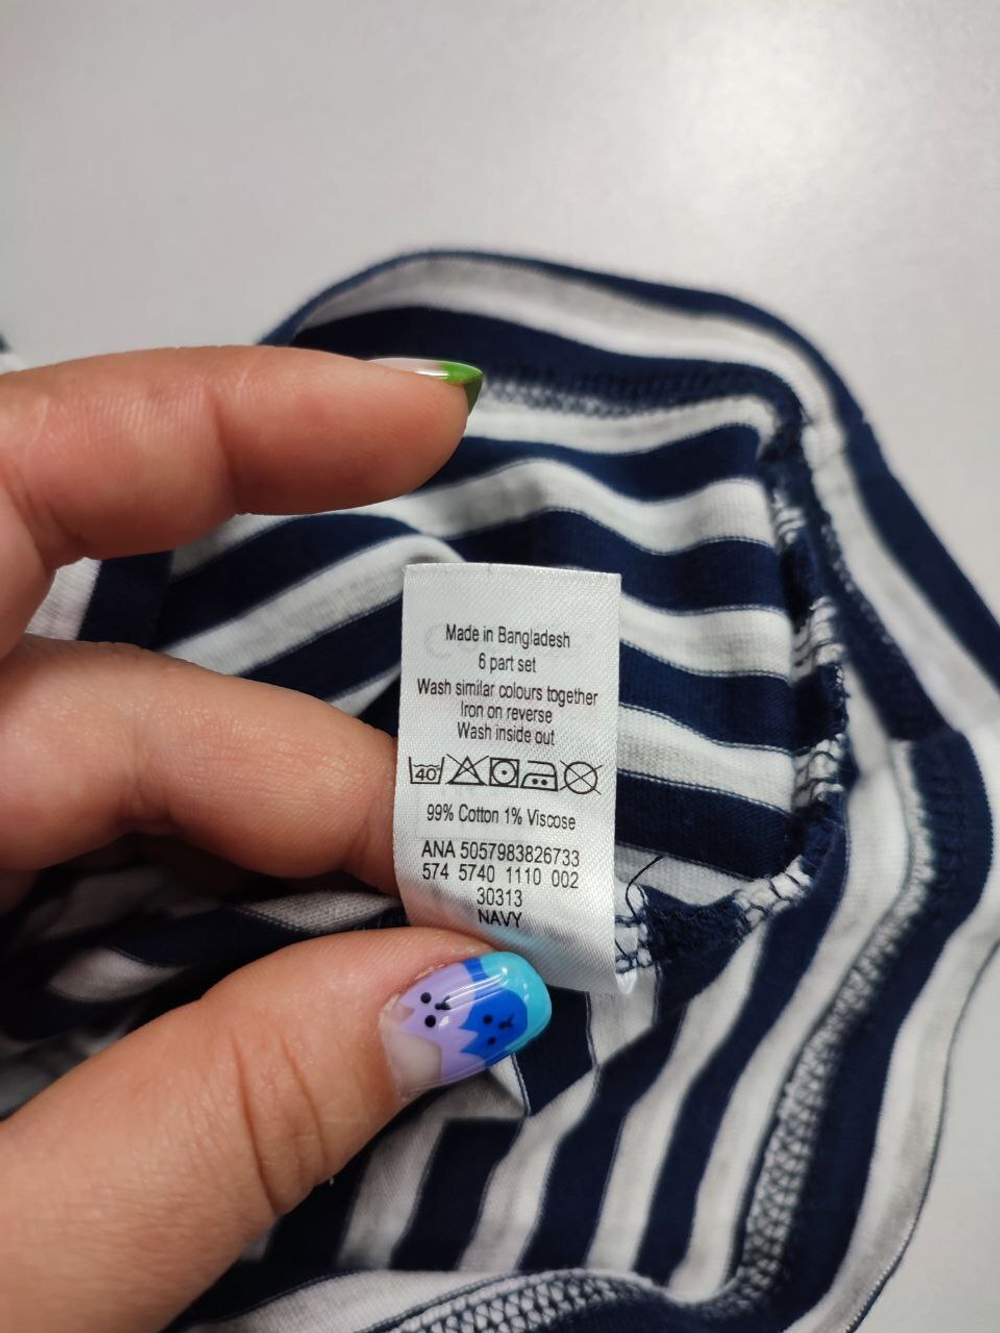 Made in Bangladesh
6 part set
Wash similar colours together
Iron on reverse
Wash inside out
40
99% Cotton 1% Viscose
ANA 5057983826733
574 5740 1110 002
30313
NAVY